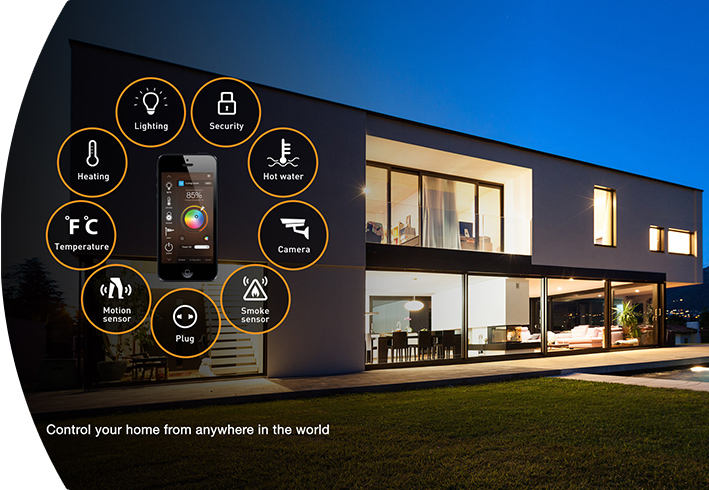 Lighting
Security
Heating
Hot water
°F°C
Temperature
Camera
Motion
sensor
Smoke
sensor
Plug
85%
Control your home from anywhere in the world